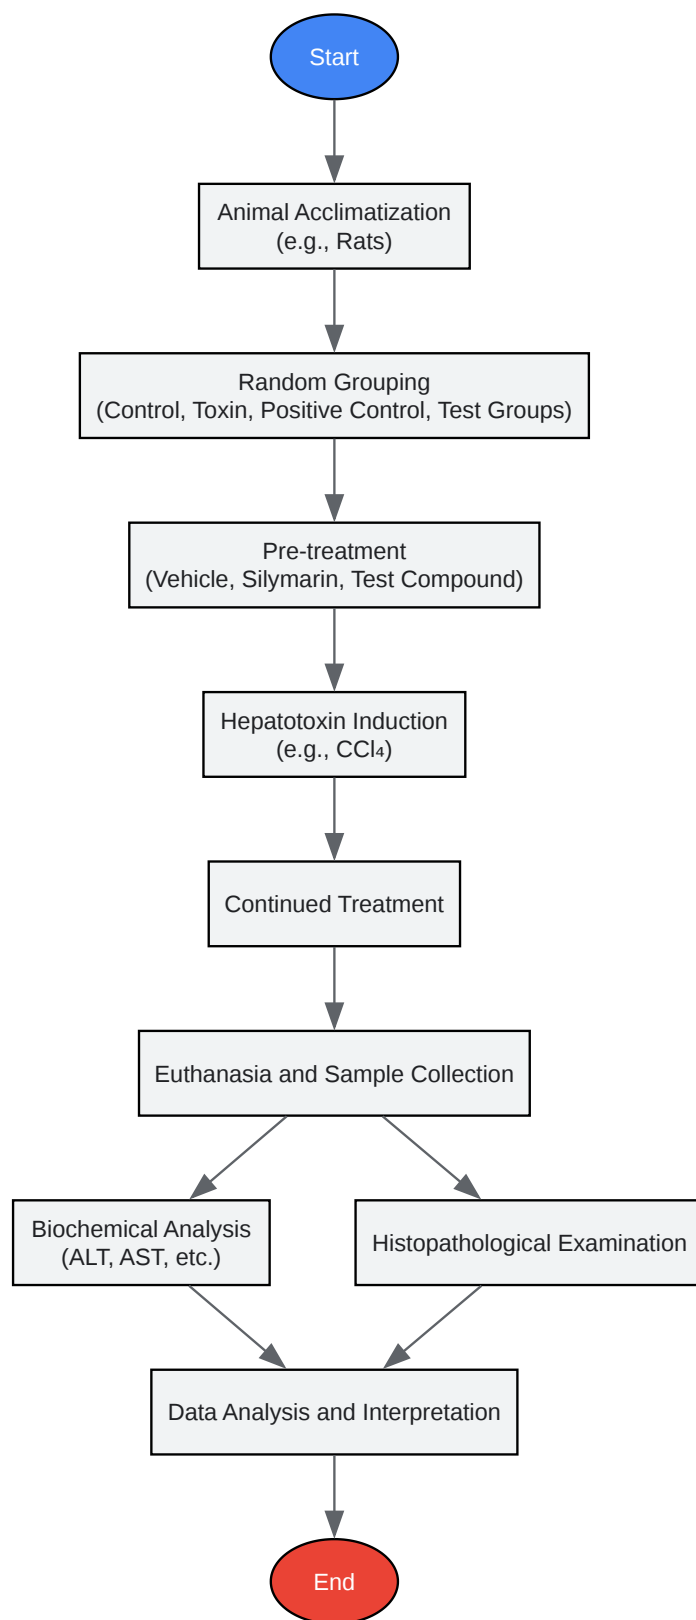 Start
Animal Acclimatization
(e.g., Rats)
Random Grouping
(Control, Toxin, Positive Control, Test Groups)
Pre-treatment
(Vehicle, Silymarin, Test Compound)
Hepatotoxin Induction
(e.g., CCl₄)
Continued Treatment
Euthanasia and Sample Collection
Biochemical Analysis
(ALT, AST, etc.)
Histopathological Examination
Data Analysis and Interpretation
End